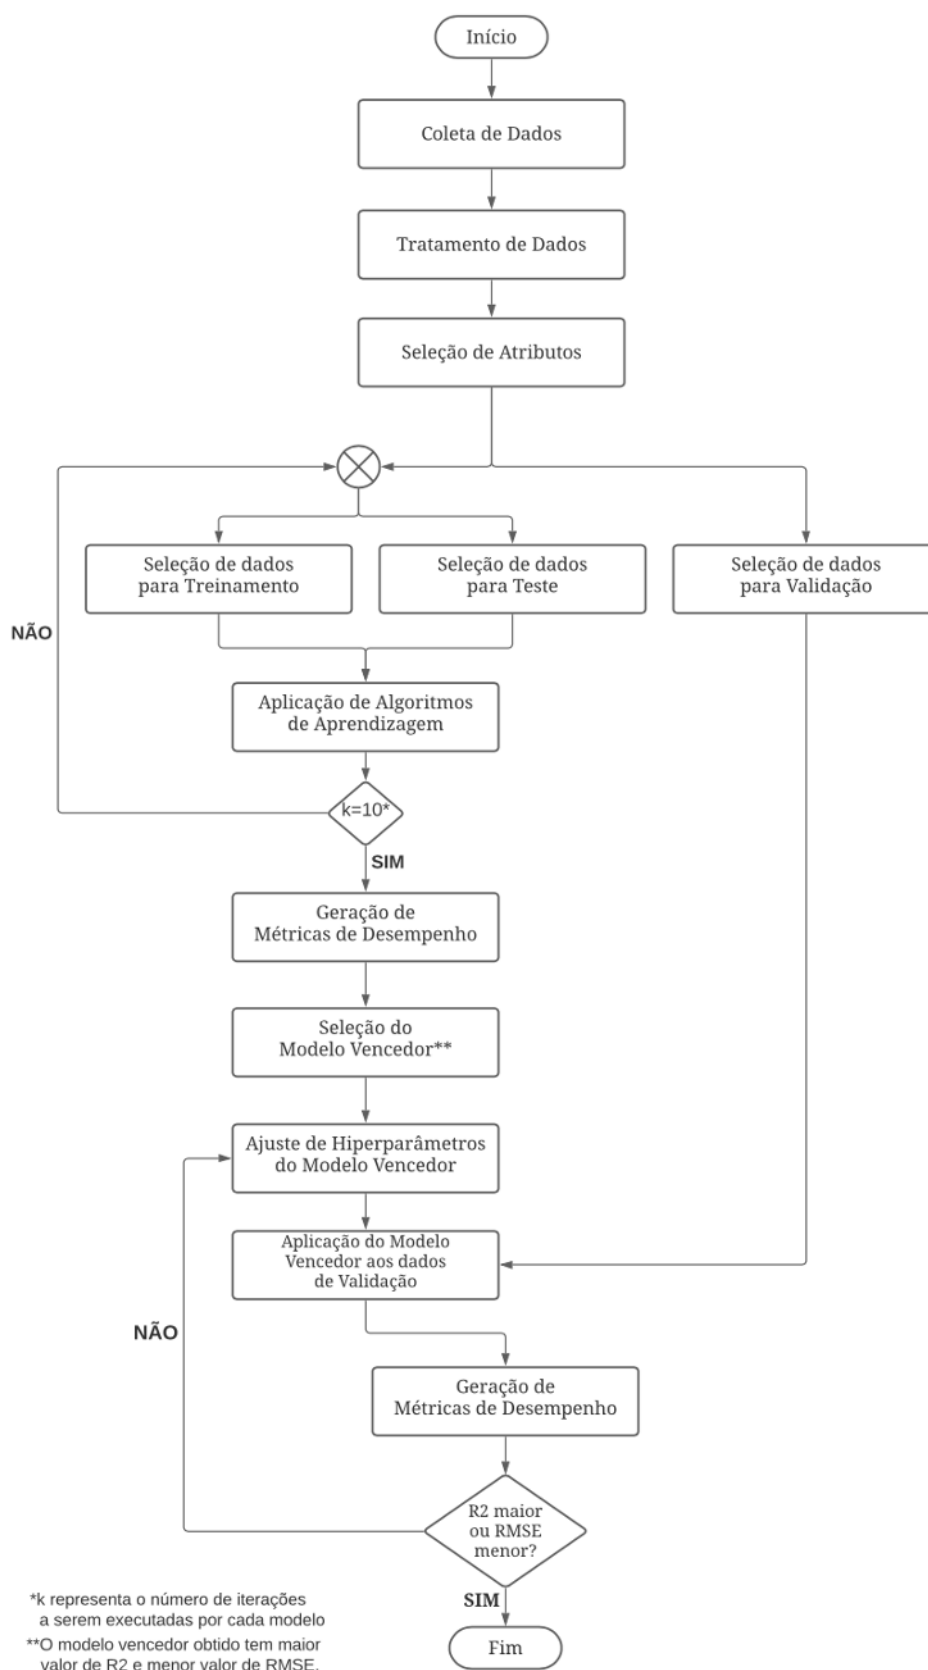 Início
Coleta de Dados
Tratamento de Dados
Seleção de Atributos
Seleção de dados
para Treinamento
Seleção de dados
para Teste
Seleção de dados
para Validação
NÃO
Aplicação de Algoritmos
de Aprendizagem
k=10*
SIM
Geração de
Métricas de Desempenho
Seleção do
Modelo Vencedor**
Ajuste de Hiperparâmetros
do Modelo Vencedor
Aplicação do Modelo
Vencedor aos dados
de Validação
NÃO
Geração de
Métricas de Desempenho
R2 maior
ou RMSE
menor?
SIM
Fim
*k representa o número de iterações
a serem executadas por cada modelo
**O modelo vencedor obtido tem maior
valor de R2 e menor valor de RMSE.